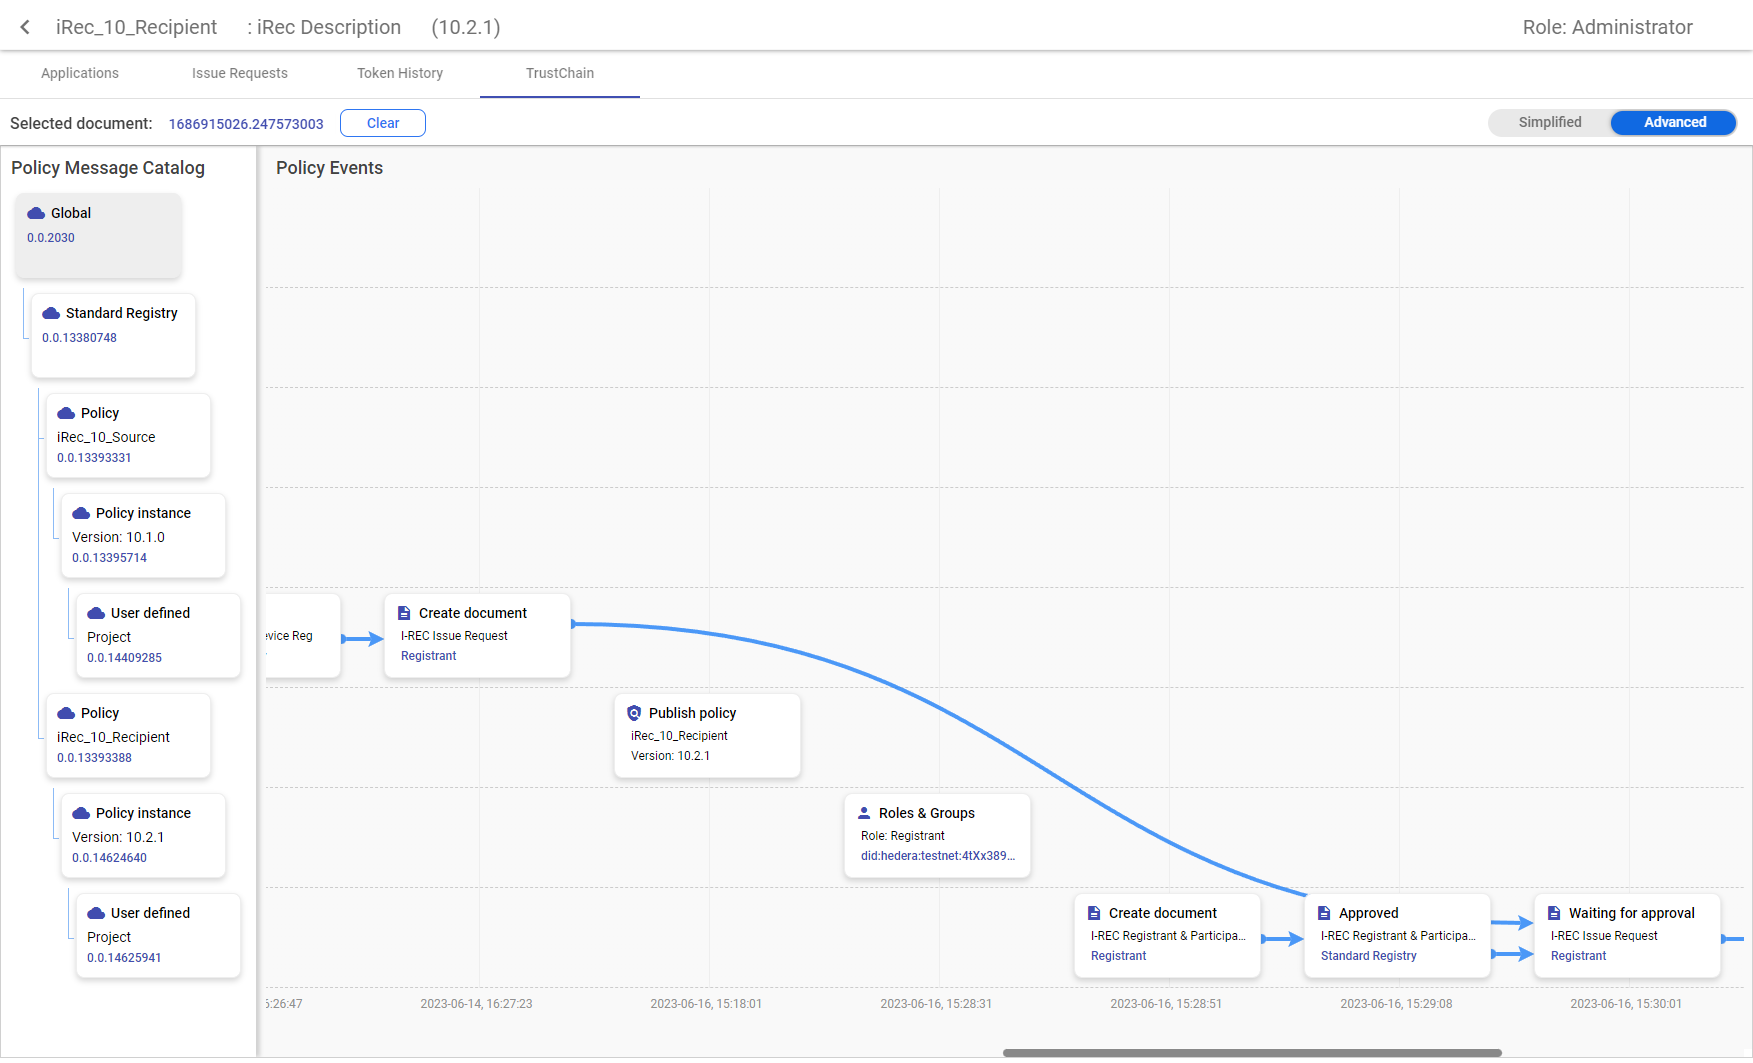 iRec_10_Recipient : iRec Description (10.2.1) Role: Administrator
Applications Issue Requests Token History TrustChain
Selected document: 1686915026.247573003 Clear Simplified Advanced
Policy Message Catalog
Global
0.0.2030
Standard Registry
0.0.13380748
Policy
iRec_10_Source
0.0.13393331
Policy instance
Version: 10.1.0
0.0.13395714
User defined
Project
0.0.14409285
Policy
iRec_10_Recipient
0.0.13393388
Policy instance
Version: 10.2.1
0.0.14624640
User defined
Project
0.0.14625941
Policy Events
Reg
Create document
I-REC Issue Request
Registrant
Publish policy
iRec_10_Recipient
Version: 10.2.1
Roles & Groups
Role: Registrant
did:hedera:testnet:4tXx389...
Create document
I-REC Registrant & Participa...
Registrant
Approved
I-REC Registrant & Participa...
Standard Registry
Waiting for approval
I-REC Issue Request
Registrant
:26:47 2023-06-14, 16:27:23 2023-06-16, 15:18:01 2023-06-16, 15:28:31 2023-06-16, 15:28:51 2023-06-16, 15:29:08 2023-06-16, 15:30:01